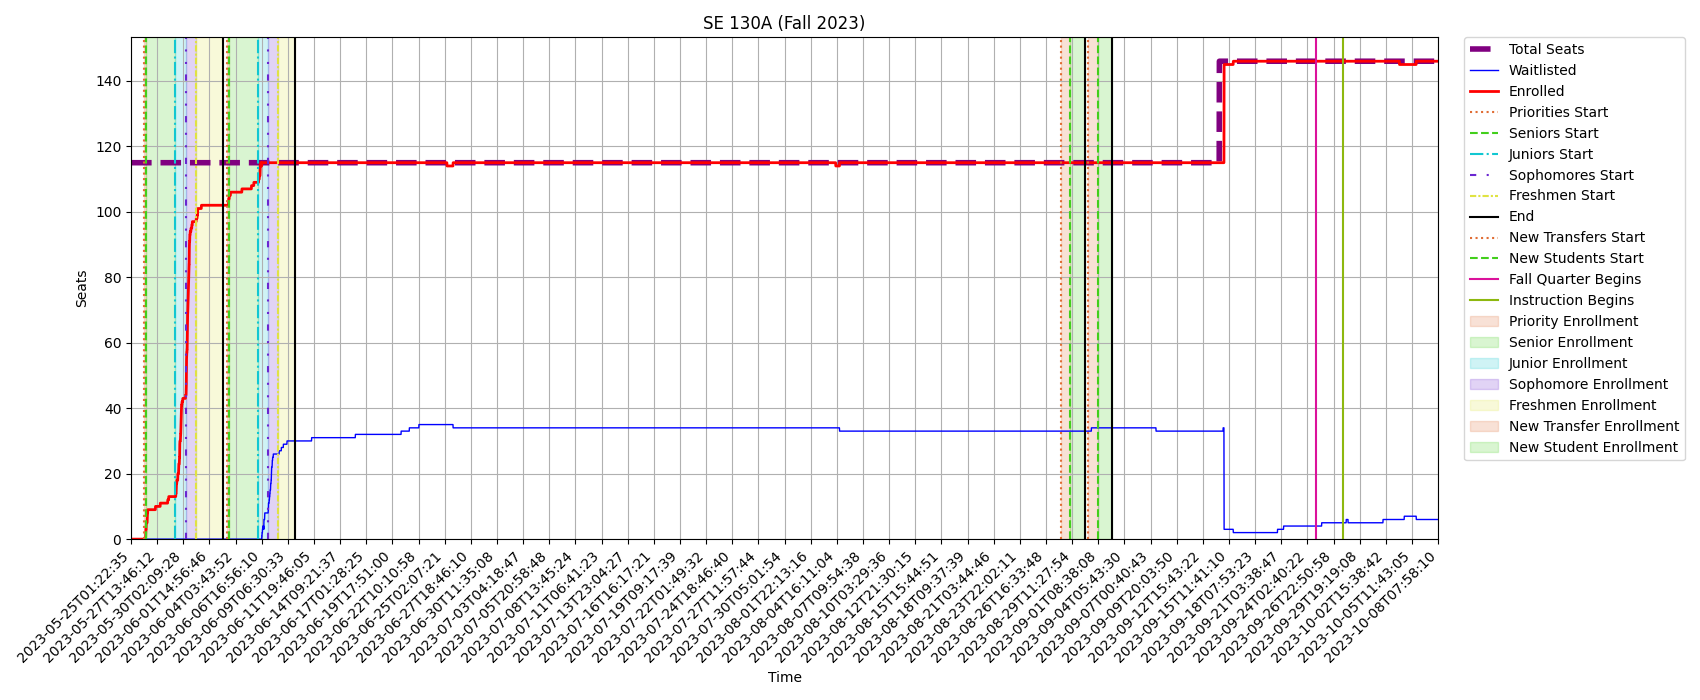 SE 130A (Fall 2023)
Seats
140
120
100
80
60
40
20
0
2023-05-25T01:22:35
2023-05-27T13:46:12
2023-05-30T02:09:28
2023-06-01T14:56:46
2023-06-04T03:43:52
2023-06-06T16:56:10
2023-06-09T06:30:33
2023-06-11T19:46:05
2023-06-14T09:21:37
2023-06-17T01:28:25
2023-06-19T17:51:00
2023-06-22T10:10:58
2023-06-25T02:07:21
2023-06-27T18:46:10
2023-06-30T11:35:08
2023-07-03T04:18:47
2023-07-05T20:58:48
2023-07-08T13:45:24
2023-07-11T06:41:23
2023-07-13T23:04:27
2023-07-16T16:17:21
2023-07-19T09:17:39
2023-07-22T01:49:32
2023-07-24T18:46:40
2023-07-27T11:57:44
2023-07-30T05:01:54
2023-08-01T22:13:16
2023-08-04T16:11:04
2023-08-07T09:54:38
2023-08-10T03:29:36
2023-08-12T21:30:15
2023-08-15T15:44:51
2023-08-18T09:37:39
2023-08-21T03:44:46
2023-08-23T22:02:11
2023-08-26T16:33:48
2023-08-29T11:27:54
2023-09-01T08:38:08
2023-09-04T05:43:30
2023-09-07T00:40:43
2023-09-09T20:03:50
2023-09-12T15:43:22
2023-09-15T11:41:10
2023-09-18T07:53:23
2023-09-21T03:38:47
2023-09-24T02:40:22
2023-09-26T22:50:58
2023-09-29T19:19:08
2023-10-02T15:38:42
2023-10-05T11:43:05
2023-10-08T07:58:10
Time
Total Seats
Waitlisted
Enrolled
Priorities Start
Seniors Start
Juniors Start
Sophomores Start
Freshmen Start
End
New Transfers Start
New Students Start
Fall Quarter Begins
Instruction Begins
Priority Enrollment
Senior Enrollment
Junior Enrollment
Sophomore Enrollment
Freshmen Enrollment
New Transfer Enrollment
New Student Enrollment